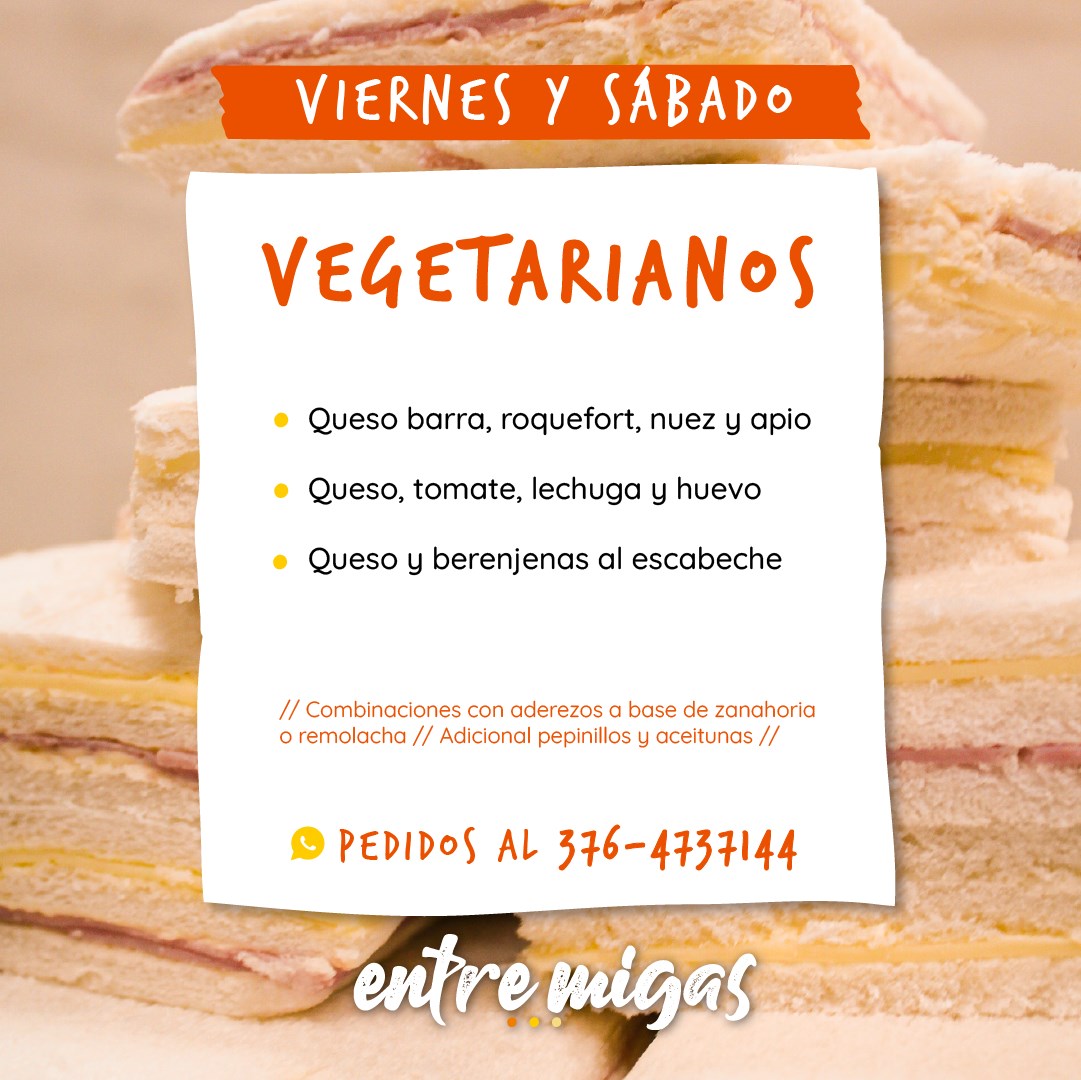 VIERNES Y SÁBADO
VEGETARIANOS
Queso barra, roquefort, nuez y apio
Queso, tomate, lechuga y huevo
Queso y berenjenas al escabeche
// Combinaciones con aderezos a base de zanahoria
o remolacha // Adicional pepinillos y aceitunas //
PEDIDOS AL 376-4737144
entre migas